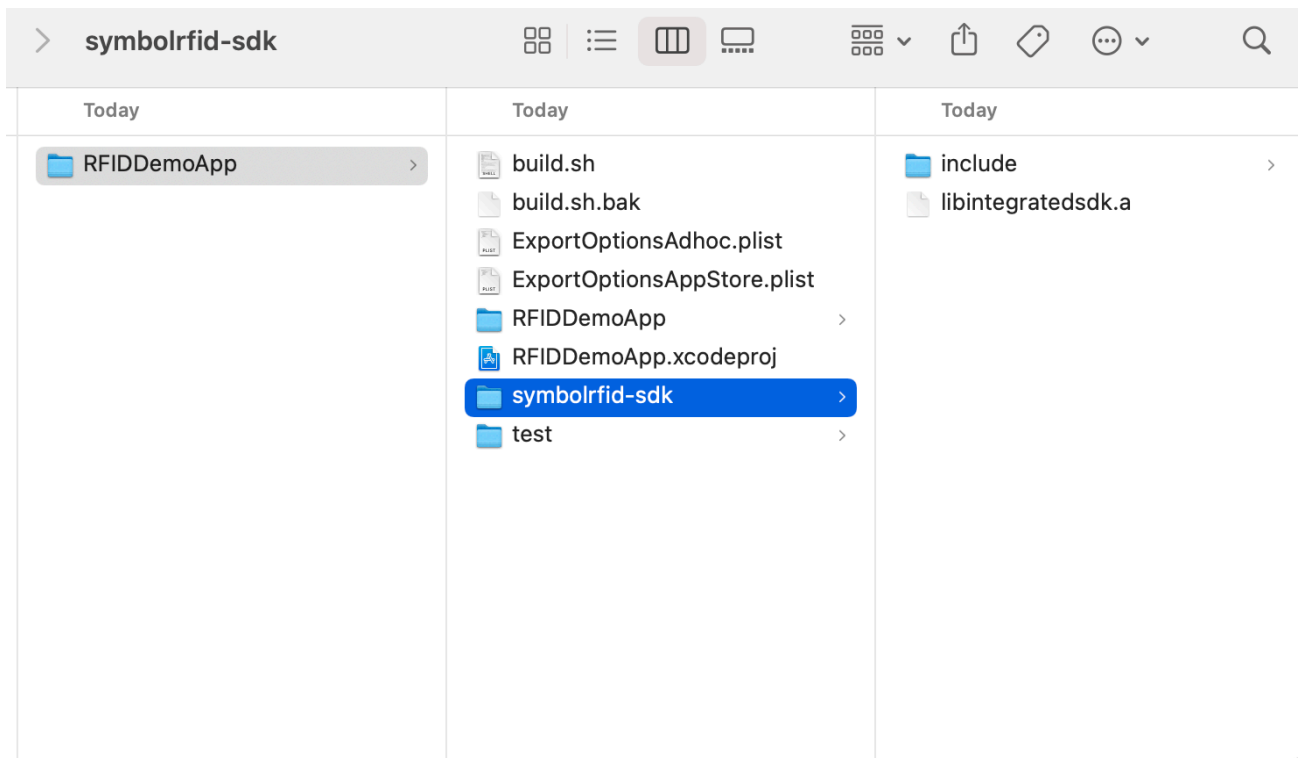 symbolrfid-sdk
Today
RFIDDemoApp
Today
build.sh
build.sh.bak
ExportOptionsAdhoc.plist
ExportOptionsAppStore.plist
RFIDDemoApp
RFIDDemoApp.xcodeproj
symbolrfid-sdk
test
Today
include
libintegratedsdk.a